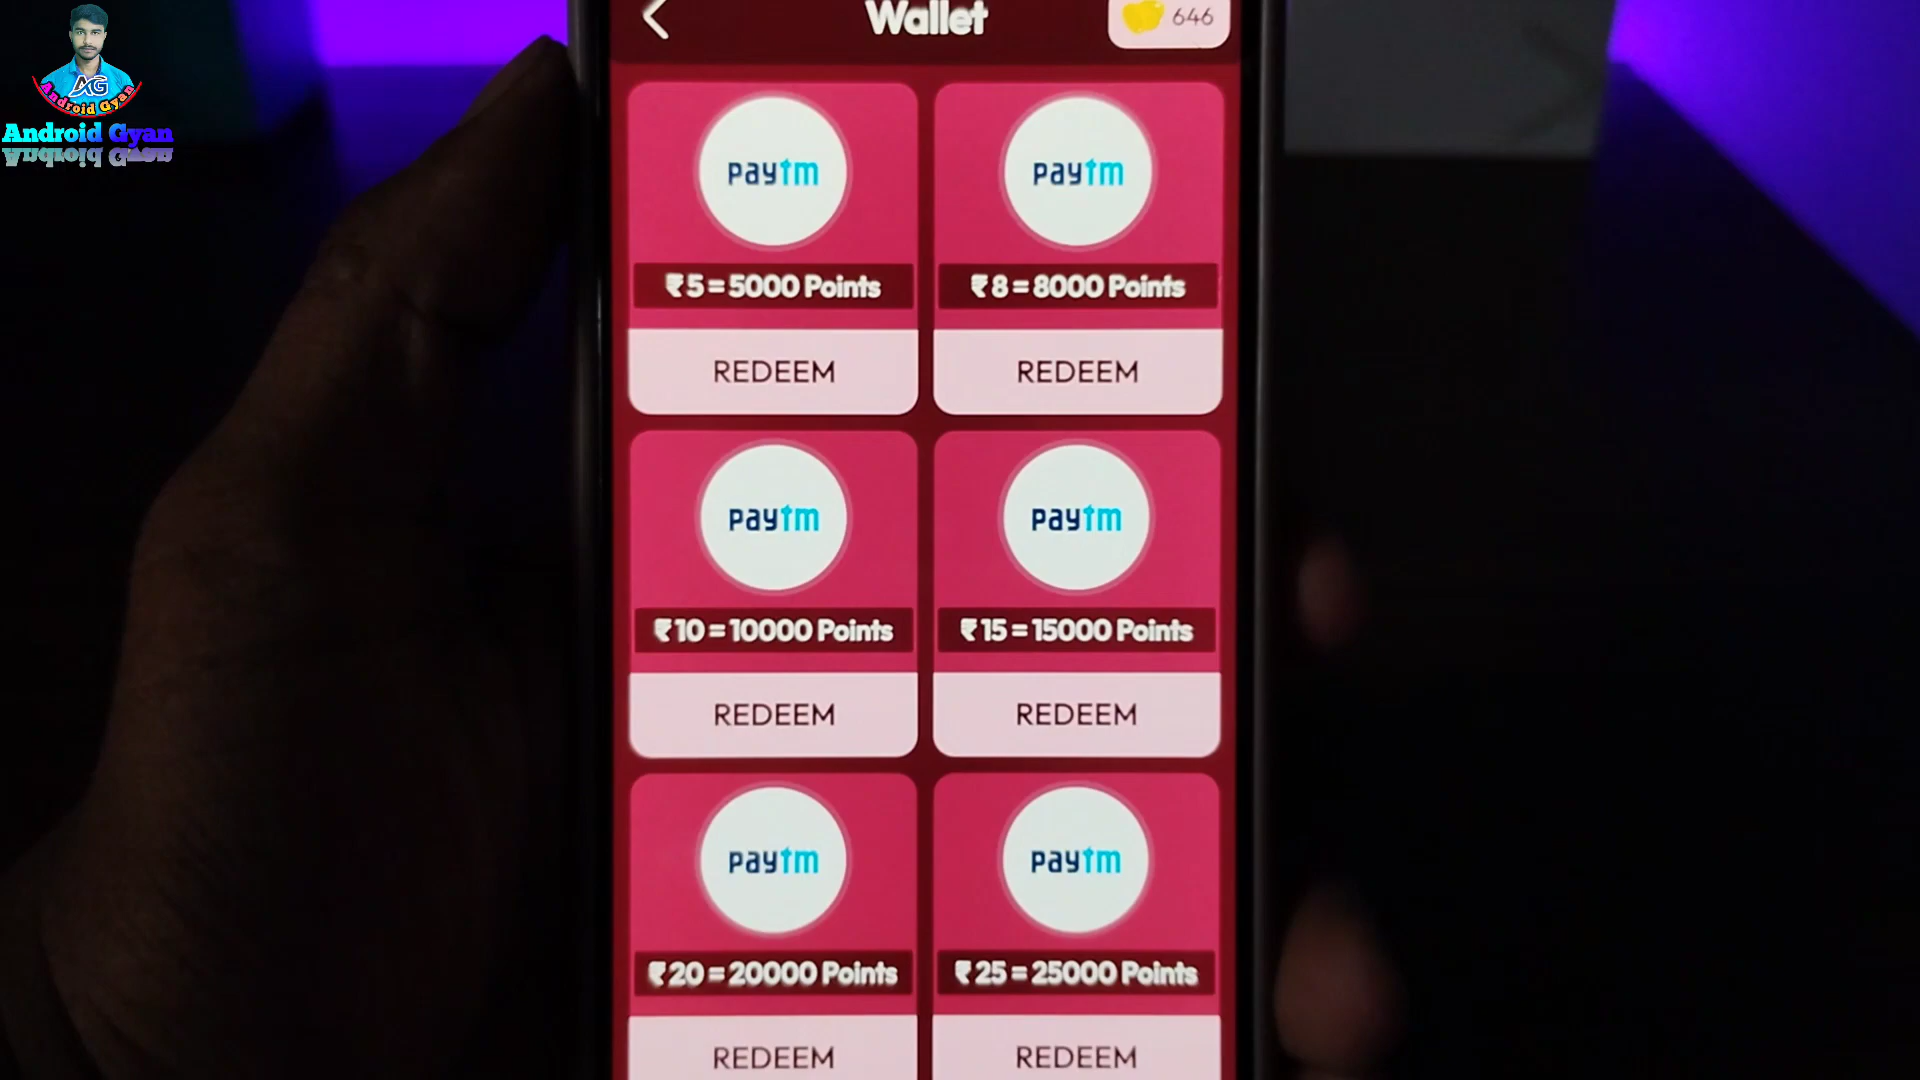 AG
Android Gyan
Android Gyan
Wallet
646
paytm
paytm
₹5=5000 Points
₹8=8000 Points
REDEEM
REDEEM
paytm
paytm
₹10=10000 Points
₹15=15000 Points
REDEEM
REDEEM
paytm
paytm
₹20=20000 Points
₹25=25000 Points
REDEEM
REDEEM